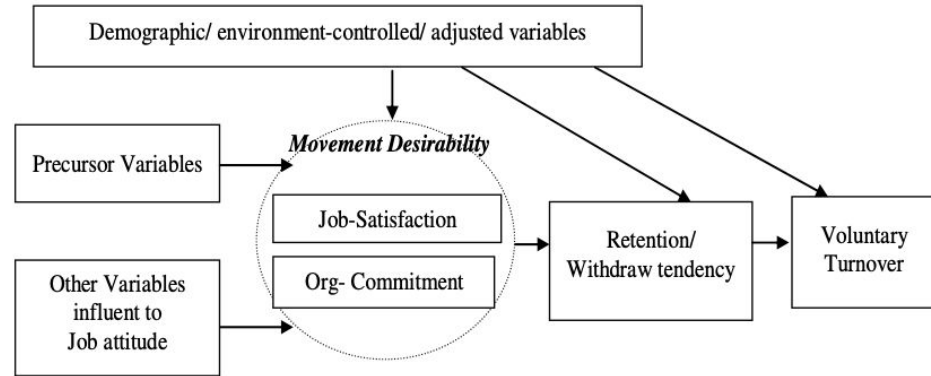 Demographic/ environment-controlled/ adjusted variables
Movement Desirability
Precursor Variables
Job-Satisfaction
Org- Commitment
Other Variables
influent to
Job attitude
Retention/
Withdraw tendency
Voluntary
Turnover